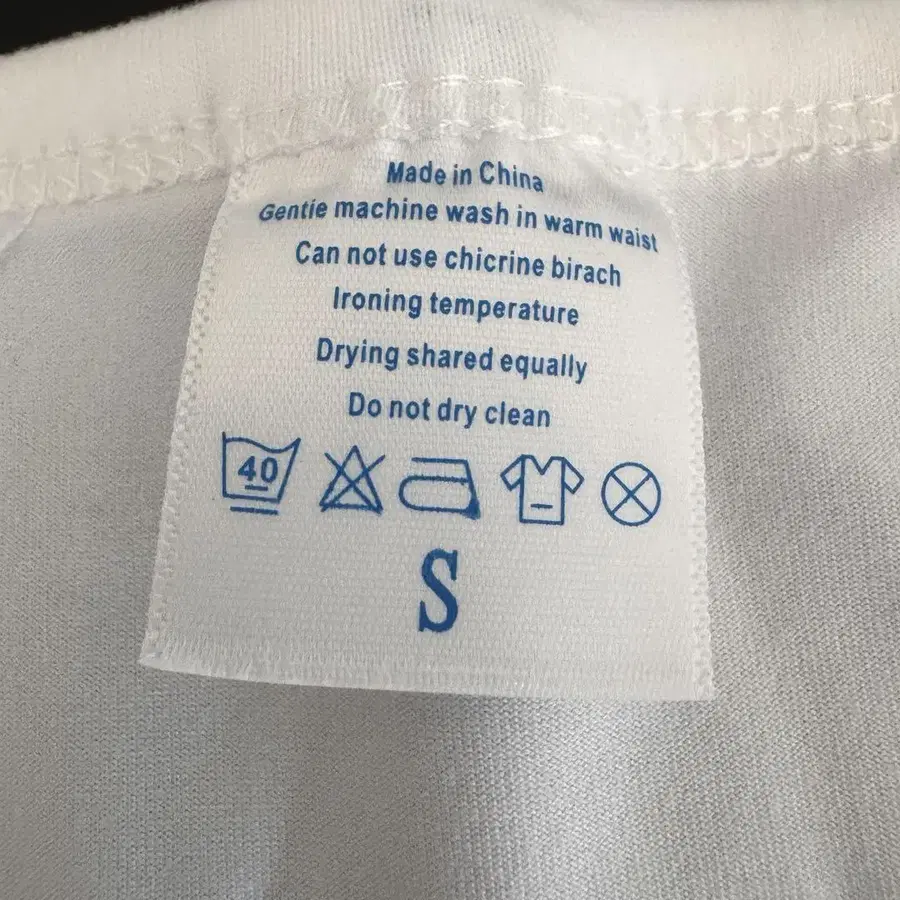 Made in China
Gentie machine wash in warm waist
Can not use chicrine birach
Ironing temperature
Drying shared equally
Do not dry clean
40
S